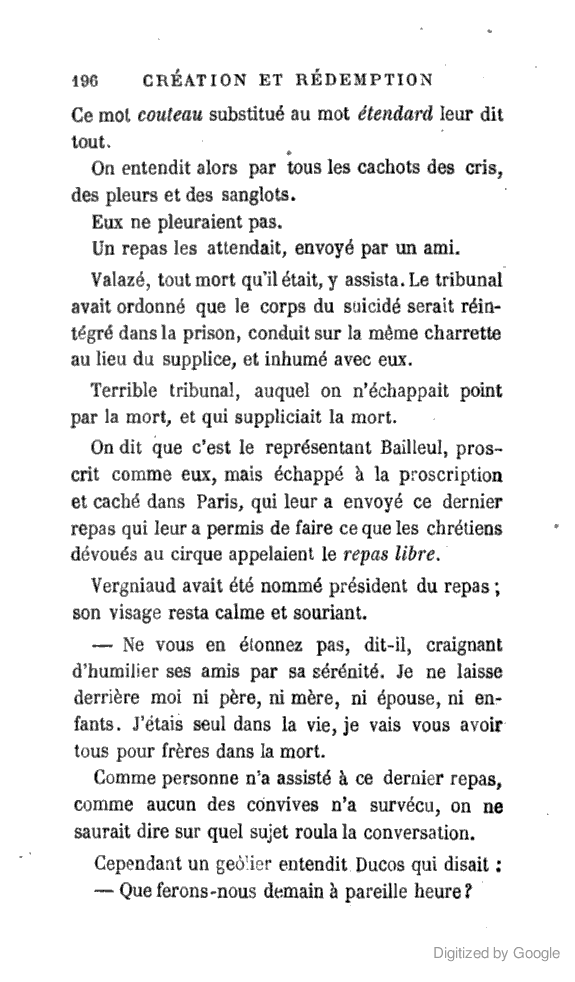 196 CRÉATION ET RÉDEMPTION
Ce mot couteau substitué au mot étendard leur dit
tout.
On entendit alors par tous les cachots des cris,
des pleurs et des sanglots.
Eux ne pleuraient pas.
Un repas les attendait, envoyé par un ami.
Valazé, tout mort qu'il était, y assista. Le tribunal
avait ordonné que le corps du suicidé serait réin-
tégré dans la prison, conduit sur la même charrette
au lieu du supplice, et inhumé avec eux.
Terrible tribunal, auquel on n'échappait point
par la mort, et qui suppliciait la mort.
On dit que c'est le représentant Bailleul, pros-
crit comme eux, mais échappé à la proscription
et caché dans Paris, qui leur a envoyé ce dernier
repas qui leur a permis de faire ce que les chrétiens
dévoués au cirque appelaient le repas libre.
Vergniaud avait été nommé président du repas ;
son visage resta calme et souriant.
— Ne vous en étonnez pas, dit-il, craignant
d'humilier ses amis par sa sérénité. Je ne laisse
derrière moi ni père, ni mère, ni épouse, ni en-
fants. J'étais seul dans la vie, je vais vous avoir
tous pour frères dans la mort.
Comme personne n'a assisté à ce dernier repas,
comme aucun des convives n'a survécu, on ne
saurait dire sur quel sujet roula la conversation.
Cependant un geôlier entendit Ducos qui disait :
— Que ferons-nous demain à pareille heure ?
Digitized by Google